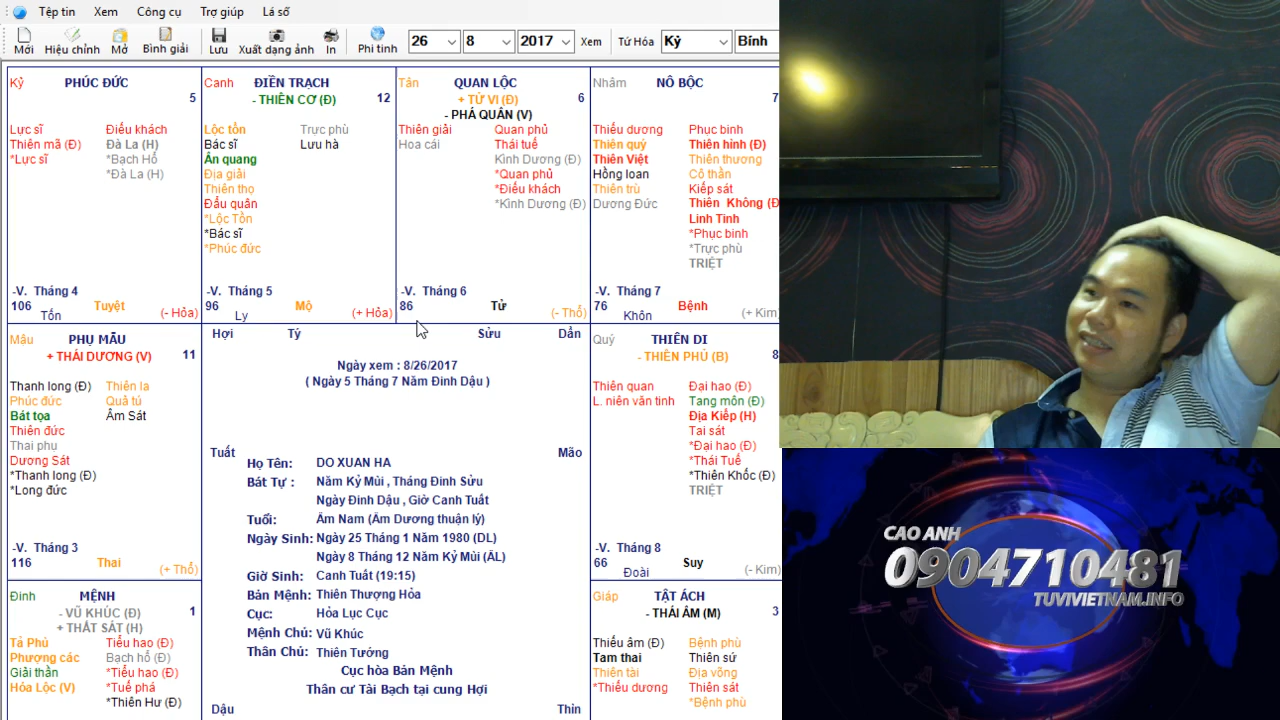 Tệp tin Xem Công cụ Trợ giúp Lá số
Mới Hiệu chỉnh Mở Bình giải Lưu Xuất dạng ảnh In Phi tinh 26 8 2017 Xem Tứ Hóa Kỷ Bính
Kỷ PHÚC ĐỨC 5
Lực sĩ Điếu khách
Thiên mã (Đ) Đà La (H)
*Lực sĩ *Bạch Hổ
*Đà La (H)
-V. Tháng 4
106 Tuyệt (- Hỏa)
Tốn
Canh ĐIỀN TRẠCH 12
- THIÊN CƠ (Đ)
Lộc tồn Trực phù
Bác sĩ Lưu hà
Ân quang
Địa giải
Thiên thọ
Đẩu quân
*Lộc Tồn
*Bác sĩ
*Phúc đức
-V. Tháng 5
96 Mộ (+ Hỏa)
Ly
Tân QUAN LỘC 6
+ TỬ VI (Đ)
- PHÁ QUÂN (V)
Thiên giải Quan phủ
Hoa cái Thái tuế
Kình Dương (Đ)
*Quan phủ
*Điếu khách
*Kình Dương (Đ)
-V. Tháng 6
86 Tử (- Thổ)
Nhâm NÔ BỘC 7
Thiếu dương Phục binh
Thiên quý Thiên hình (Đ)
Thiên Việt Thiên thương
Hồng loan Cô thần
Thiên trù Kiếp sát
Dương Đức Thiên Không (Đ
Linh Tinh
*Phục binh
*Trực phù
TRIỆT
-V. Tháng 7
76 Bệnh (+ Kim
Khôn
Mậu PHỤ MẪU 11
+ THÁI DƯƠNG (V)
Thanh long (Đ) Thiên la
Phúc đức Quả tú
Bát tọa Âm Sát
Thiên đức
Thai phụ
Dương Sát
*Thanh long (Đ)
*Long đức
-V. Tháng 3
116 Thai (+ Thổ)
Hợi Tý Sửu Dần
Ngày xem : 8/26/2017
( Ngày 5 Tháng 7 Năm Đinh Dậu )
Tuất Mão
Họ Tên: DO XUAN HA
Bát Tự : Năm Kỷ Mùi , Tháng Đinh Sửu
Ngày Đinh Dậu , Giờ Canh Tuất
Tuổi: Âm Nam (Âm Dương thuận lý)
Ngày Sinh: Ngày 25 Tháng 1 Năm 1980 (DL)
Ngày 8 Tháng 12 Năm Kỷ Mùi (ÂL)
Giờ Sinh: Canh Tuất (19:15)
Bản Mệnh: Thiên Thượng Hỏa
Cục: Hỏa Lục Cục
Mệnh Chủ: Vũ Khúc
Thân Chủ: Thiên Tướng
Cục hòa Bản Mệnh
Thân cư Tài Bạch tại cung Hợi
Dậu Thìn
Quý THIÊN DI 8
- THIÊN PHỦ (B)
Thiên quan Đại hao (Đ)
L. niên văn tinh Tang môn (Đ)
Địa Kiếp (H)
Tai sát
*Đại hao (Đ)
*Thái Tuế
*Thiên Khốc (Đ)
TRIỆT
-V. Tháng 8
66 Suy (- Kim)
Đoài
Đinh MỆNH 1
- VŨ KHÚC (Đ)
+ THẤT SÁT (H)
Tả Phù Tiểu hao (Đ)
Phượng các Bạch hổ (Đ)
Giải thần *Tiểu hao (Đ)
Hóa Lộc (V) *Tuế phá
*Thiên Hư (Đ)
Giáp TẬT ÁCH 3
- THÁI ÂM (M)
Thiếu âm (Đ) Bệnh phù
Tam thai Thiên sứ
Thiên tài Địa võng
*Thiếu dương Thiên sát
*Bệnh phù
CAO ANH
0904710481
TUVIVIETNAM.INFO